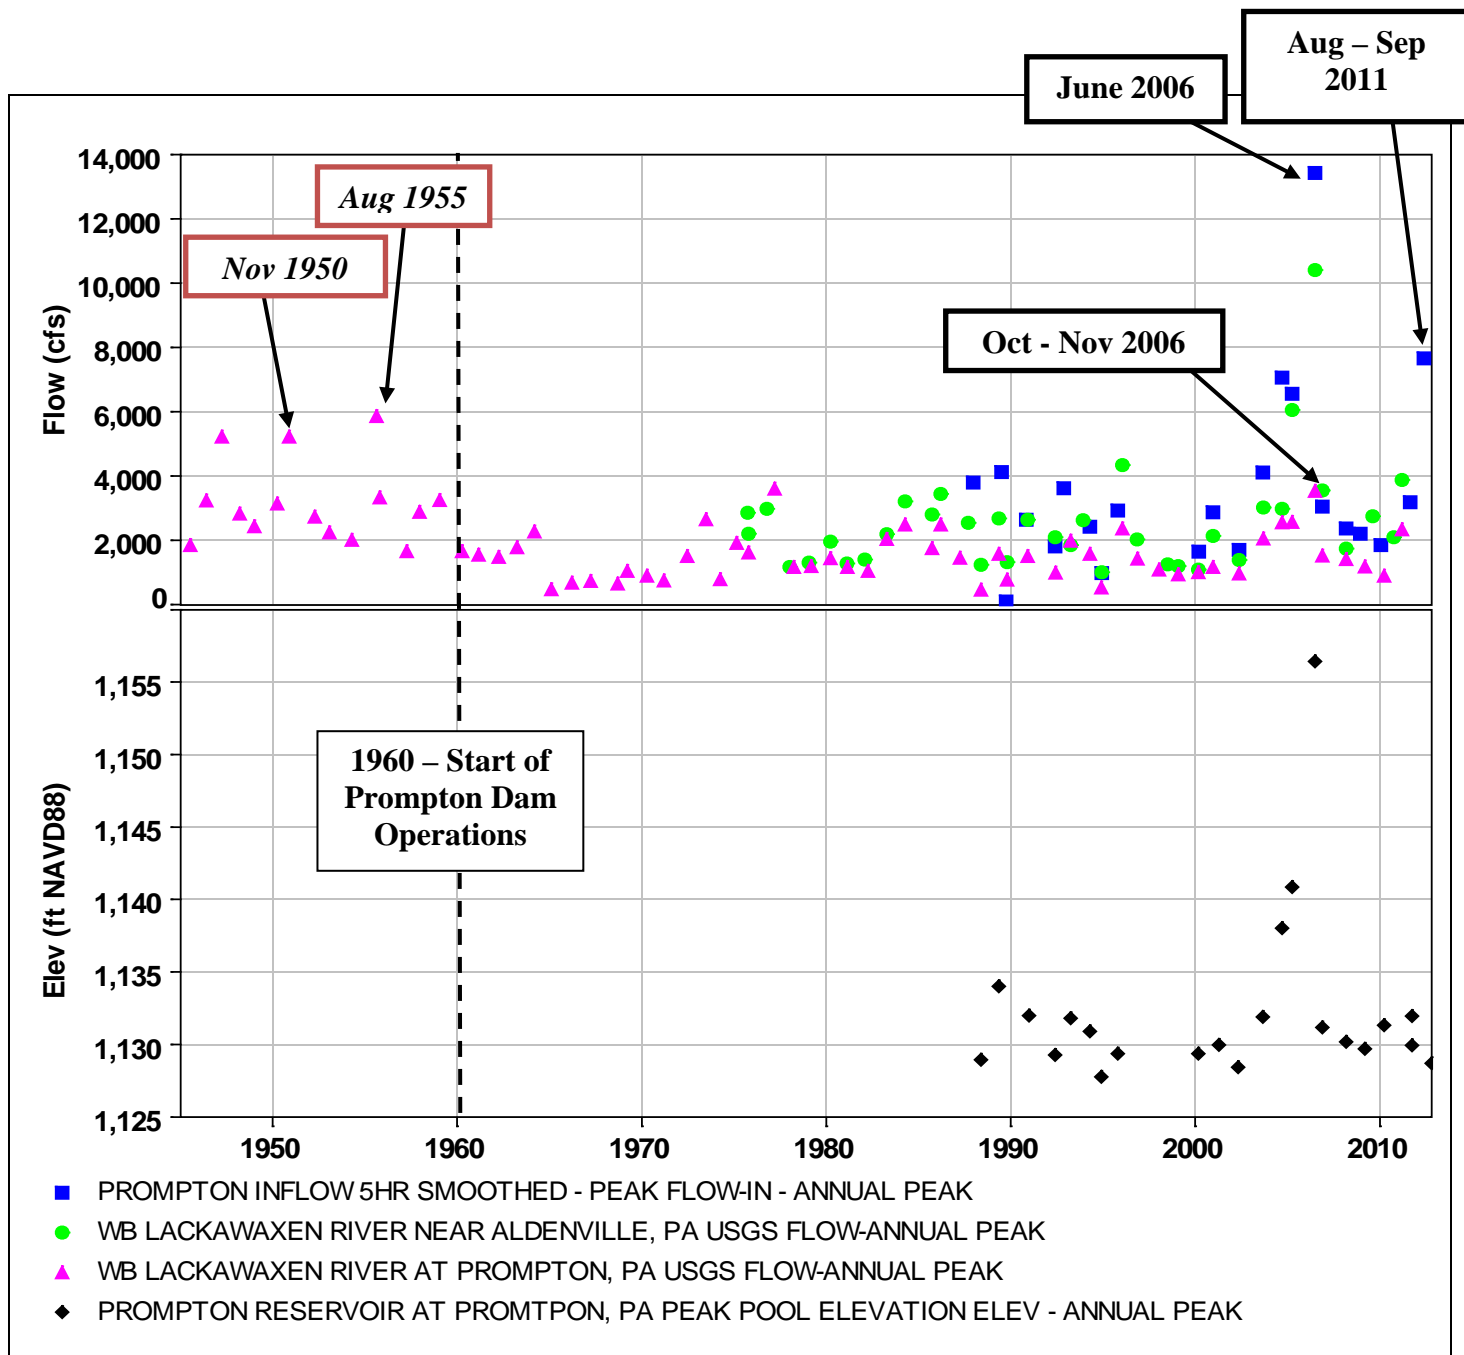 Aug – Sep
2011
June 2006
Aug 1955
Nov 1950
Oct - Nov 2006
Flow (cfs)
14,000
12,000
10,000
8,000
6,000
4,000
2,000
0
1960 – Start of
Prompton Dam
Operations
Elev (ft NAVD88)
1,155
1,150
1,145
1,140
1,135
1,130
1,125
1950 1960 1970 1980 1990 2000 2010
PROMPTON INFLOW 5HR SMOOTHED - PEAK FLOW-IN - ANNUAL PEAK
WB LACKAWAXEN RIVER NEAR ALDENVILLE, PA USGS FLOW-ANNUAL PEAK
WB LACKAWAXEN RIVER AT PROMPTON, PA USGS FLOW-ANNUAL PEAK
PROMPTON RESERVOIR AT PROMTPON, PA PEAK POOL ELEVATION ELEV - ANNUAL PEAK